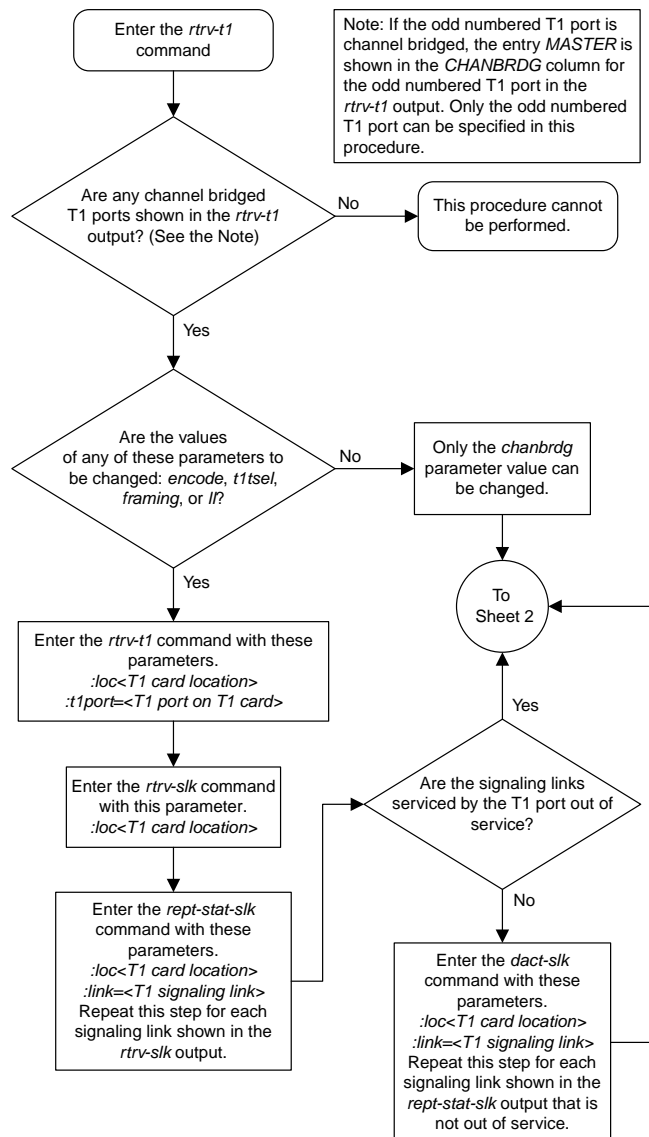 Enter the rtrv-t1
command
Note: If the odd numbered T1 port is
channel bridged, the entry MASTER is
shown in the CHANBRDG column for
the odd numbered T1 port in the
rtrv-t1 output. Only the odd numbered
T1 port can be specified in this
procedure.
Are any channel bridged
T1 ports shown in the rtrv-t1
output? (See the Note)
No
This procedure cannot
be performed.
Yes
Are the values
of any of these parameters to
be changed: encode, t1tsel,
framing, or ll?
No
Only the chanbrdg
parameter value can
be changed.
Yes
To
Sheet 2
Enter the rtrv-t1 command with these
parameters.
:loc<T1 card location>
:t1port=<T1 port on T1 card>
Yes
Enter the rtrv-slk command
with this parameter.
:loc<T1 card location>
Are the signaling links
serviced by the T1 port out of
service?
No
Enter the rept-stat-slk
command with these
parameters.
:loc<T1 card location>
:link=<T1 signaling link>
Repeat this step for each
signaling link shown in the
rtrv-slk output.
Enter the dact-slk
command with these
parameters.
:loc<T1 card location>
:link=<T1 signaling link>
Repeat this step for each
signaling link shown in the
rept-stat-slk output that is
not out of service.